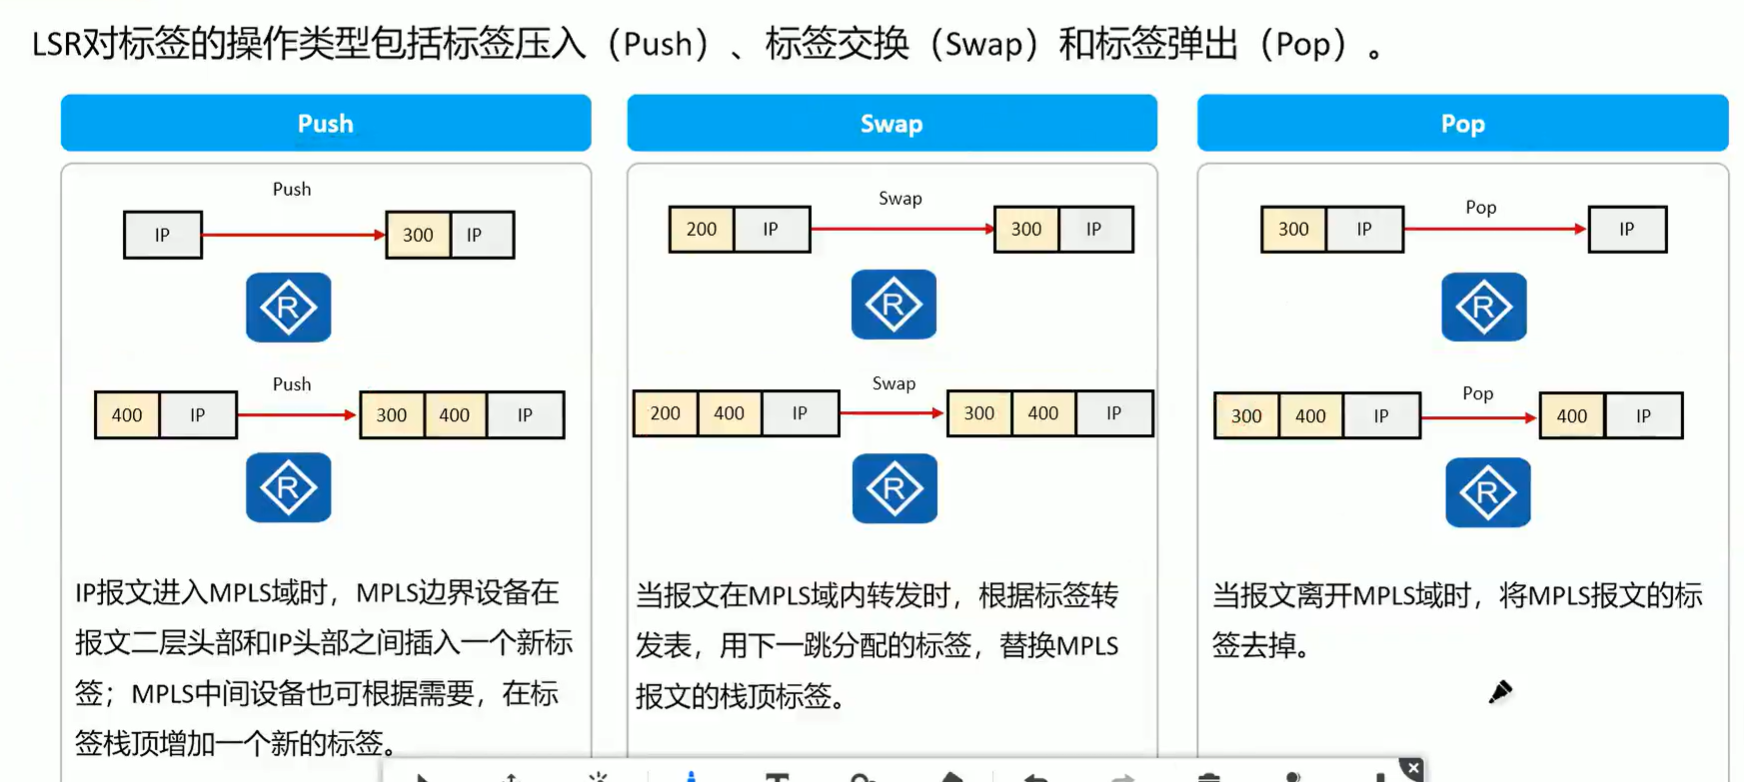 LSR对标签的操作类型包括标签压入（Push）、标签交换（Swap）和标签弹出（Pop）。
Push
Push
IP
300 IP
R
Push
400 IP
300 400 IP
R
IP报文进入MPLS域时，MPLS边界设备在
报文二层头部和IP头部之间插入一个新标
签；MPLS中间设备也可根据需要，在标
签栈顶增加一个新的标签。
Swap
Swap
200 IP
300 IP
R
Swap
200 400 IP
300 400 IP
R
当报文在MPLS域内转发时，根据标签转
发表，用下一跳分配的标签，替换MPLS
报文的栈顶标签。
Pop
Pop
300 IP
IP
R
Pop
300 400 IP
400 IP
R
当报文离开MPLS域时，将MPLS报文的标
签去掉。